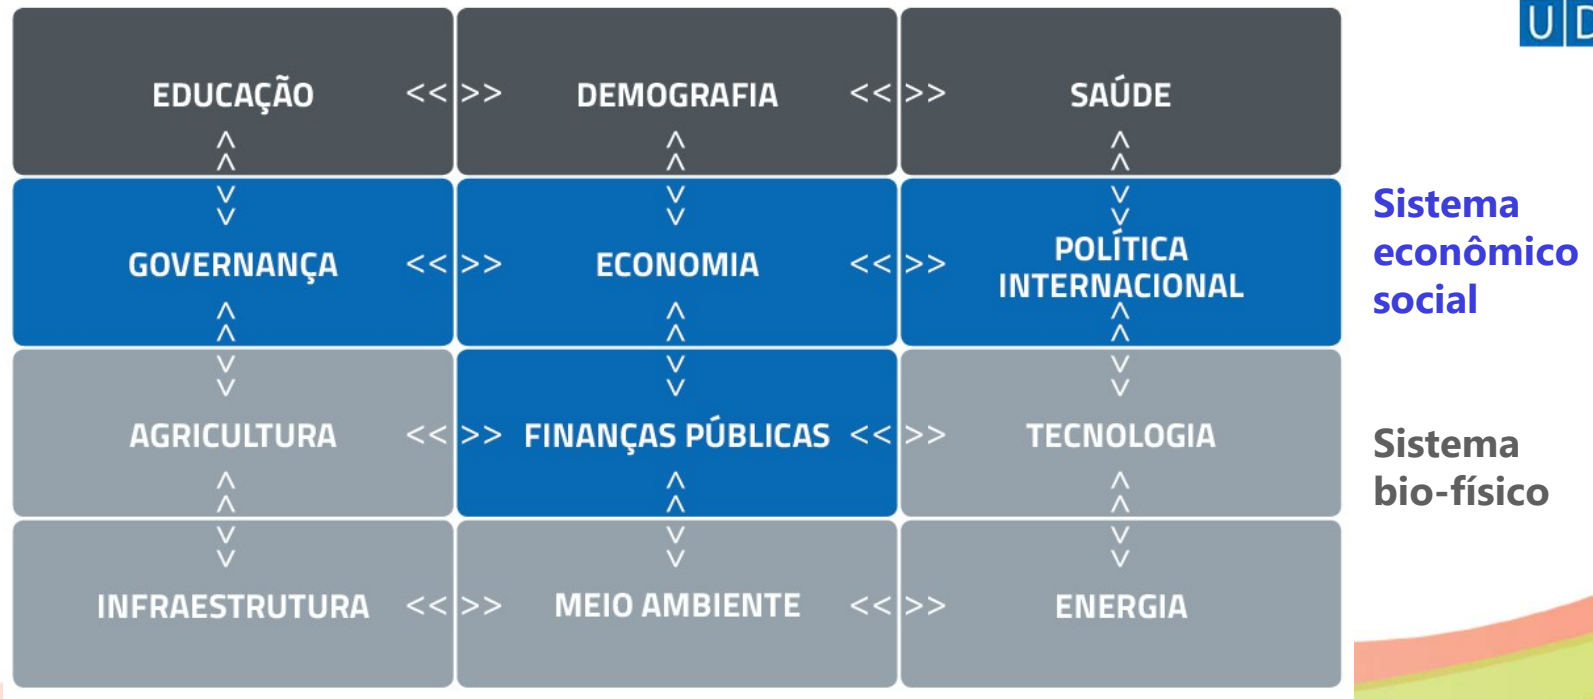 UD
EDUCAÇÃO << >> DEMOGRAFIA << >> SAÚDE
GOVERNANÇA << >> ECONOMIA << >> POLÍTICA
INTERNACIONAL
Sistema
econômico
social
AGRICULTURA << >> FINANÇAS PÚBLICAS << >> TECNOLOGIA
Sistema
bio-físico
INFRAESTRUTURA << >> MEIO AMBIENTE << >> ENERGIA